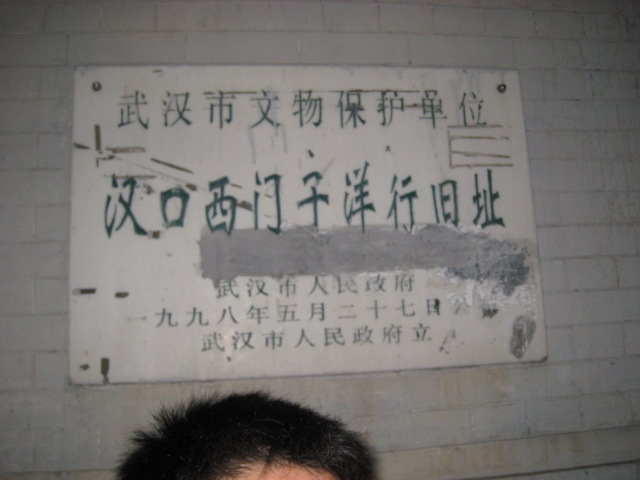 武汉市文物保护单位
汉口西门子洋行旧址
武汉市人民政府
一九九八年五月二十七日公布
武汉市人民政府立